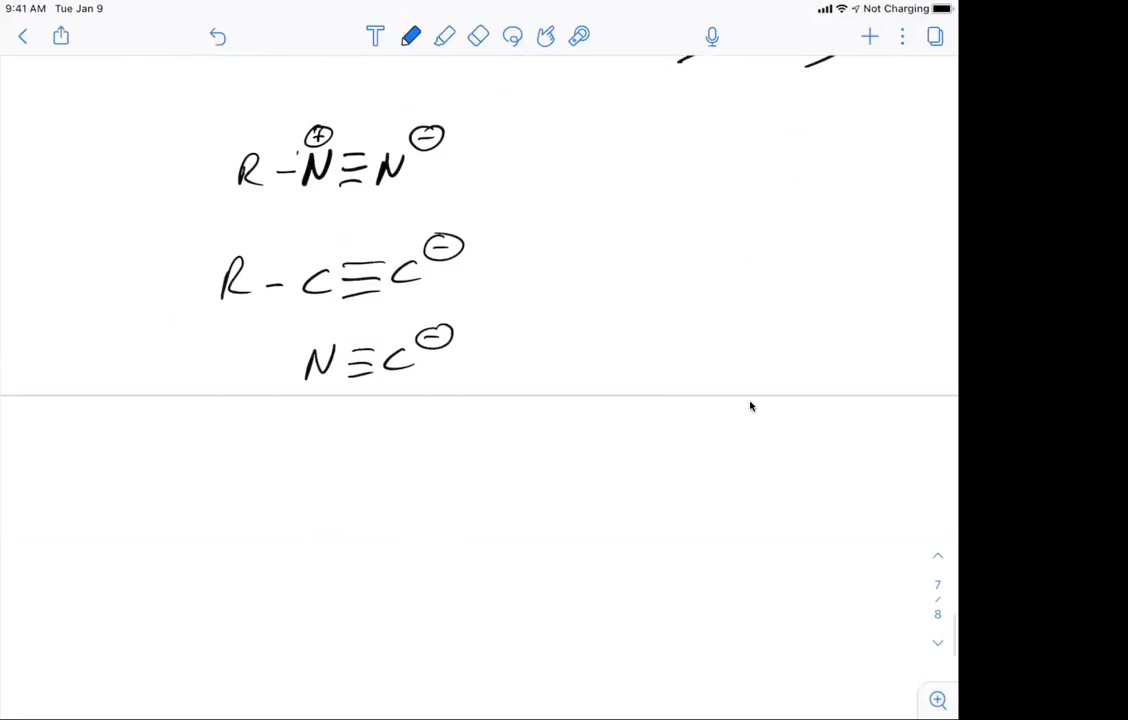 9:41 AM Tue Jan 9
Not Charging
T
R-N⊕≡N⊖
R-C≡C⊖
N≡C⊖
7
/
8